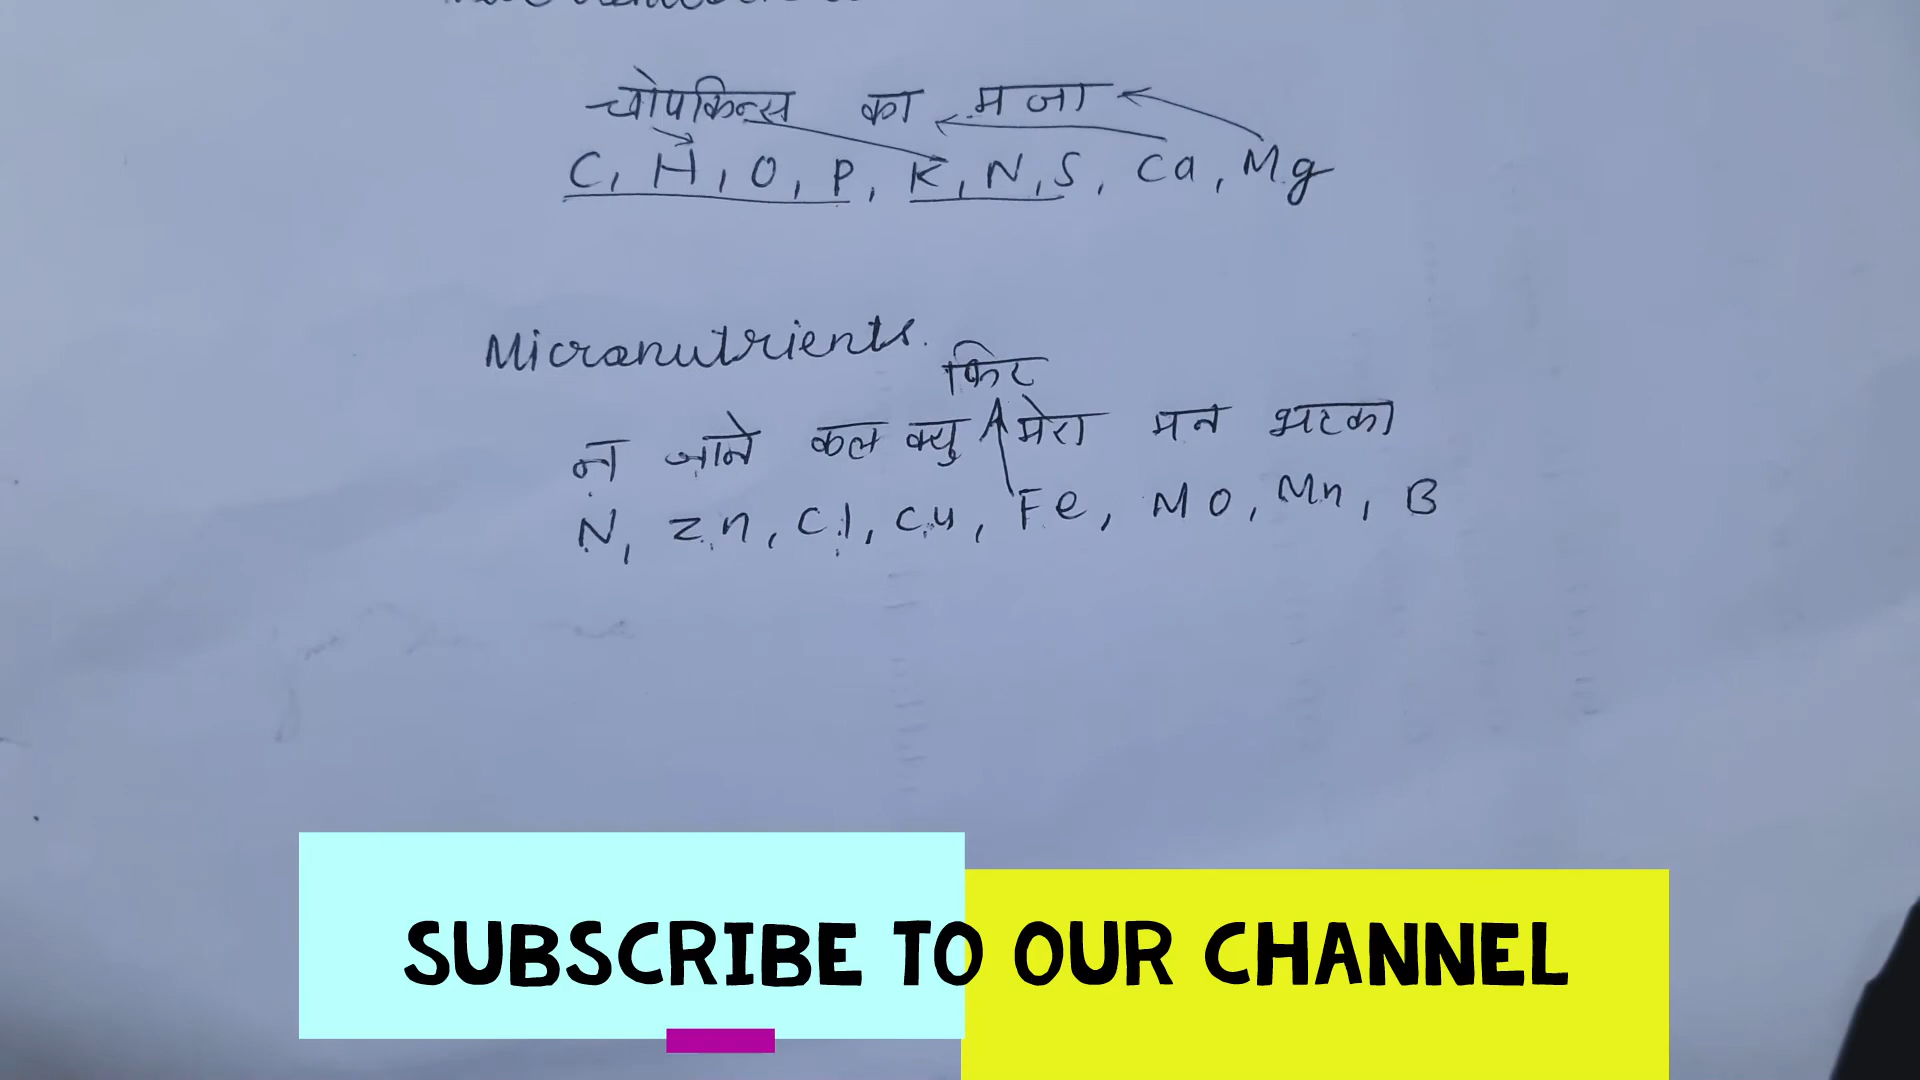 चोपकिन्स का मजा
C, H, O, P, K, N, S, Ca, Mg
Micronutrients.
फिर
न जाने कल क्यु मेरा मन भटका
N, Zn, Cl, Cu, Fe, Mo, Mn, B
SUBSCRIBE TO OUR CHANNEL